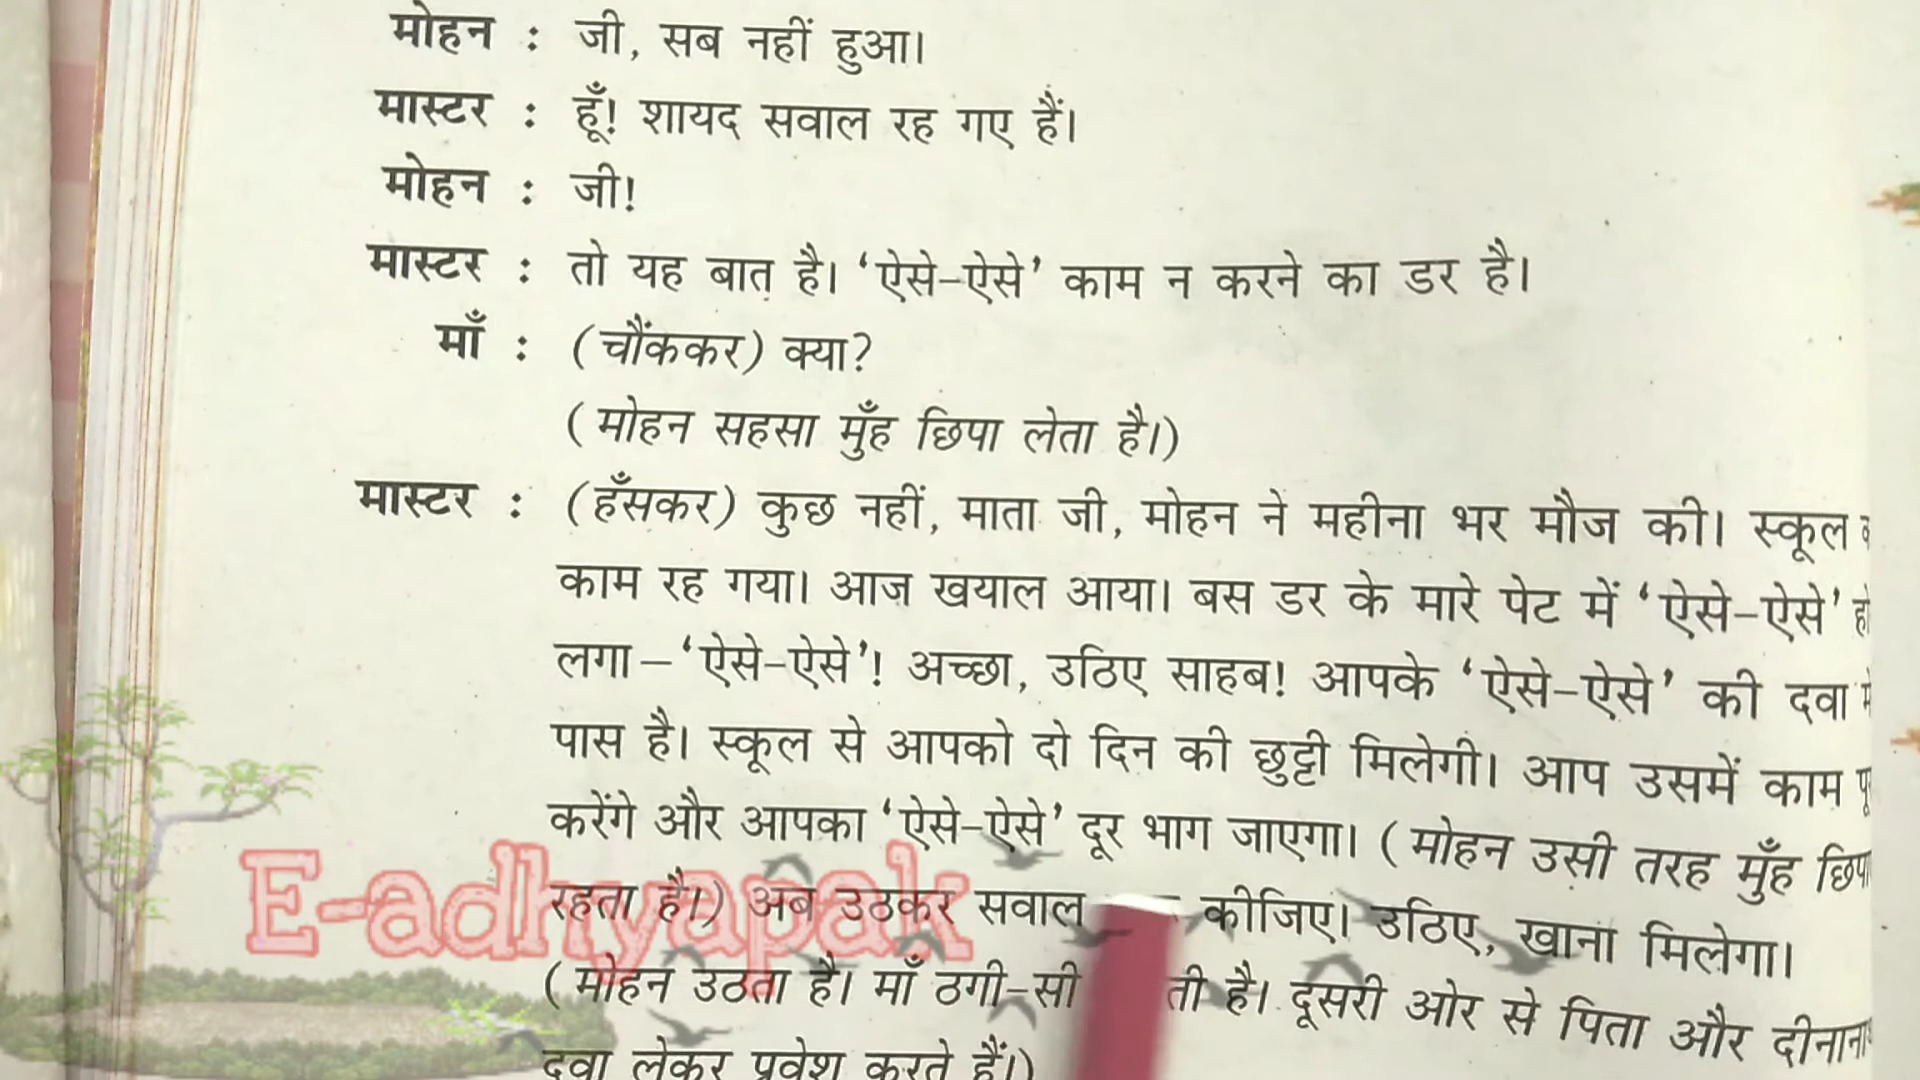 मोहन : जी, सब नहीं हुआ।
मास्टर : हूँ! शायद सवाल रह गए हैं।
मोहन : जी!
मास्टर : तो यह बात है। ‘ऐसे-ऐसे’ काम न करने का डर है।
माँ : (चौंककर) क्या?
(मोहन सहसा मुँह छिपा लेता है।)
मास्टर : (हँसकर) कुछ नहीं, माता जी, मोहन ने महीना भर मौज की। स्कूल
काम रह गया। आज खयाल आया। बस डर के मारे पेट में ‘ऐसे-ऐसे’
लगा–‘ऐसे-ऐसे’! अच्छा, उठिए साहब! आपके ‘ऐसे-ऐसे’ की दवा
पास है। स्कूल से आपको दो दिन की छुट्टी मिलेगी। आप उसमें काम
करेंगे और आपका ‘ऐसे-ऐसे’ दूर भाग जाएगा। (मोहन उसी तरह मुँह
रहता है।) अब उठकर सवाल कीजिए। उठिए, खाना मिलेगा।
(मोहन उठता है। माँ ठगी-सी है। दूसरी ओर से पिता और
दवा लेकर प्रवेश करते हैं।)
E-adhyapak